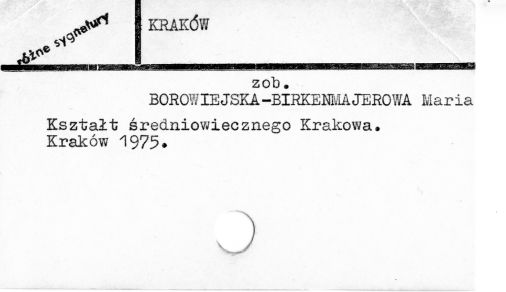 różne sygnatury
KRAKÓW
zob.
BOROWIEJSKA-BIRKENMAJEROWA Maria
Kształt średniowiecznego Krakowa.
Kraków 1975.